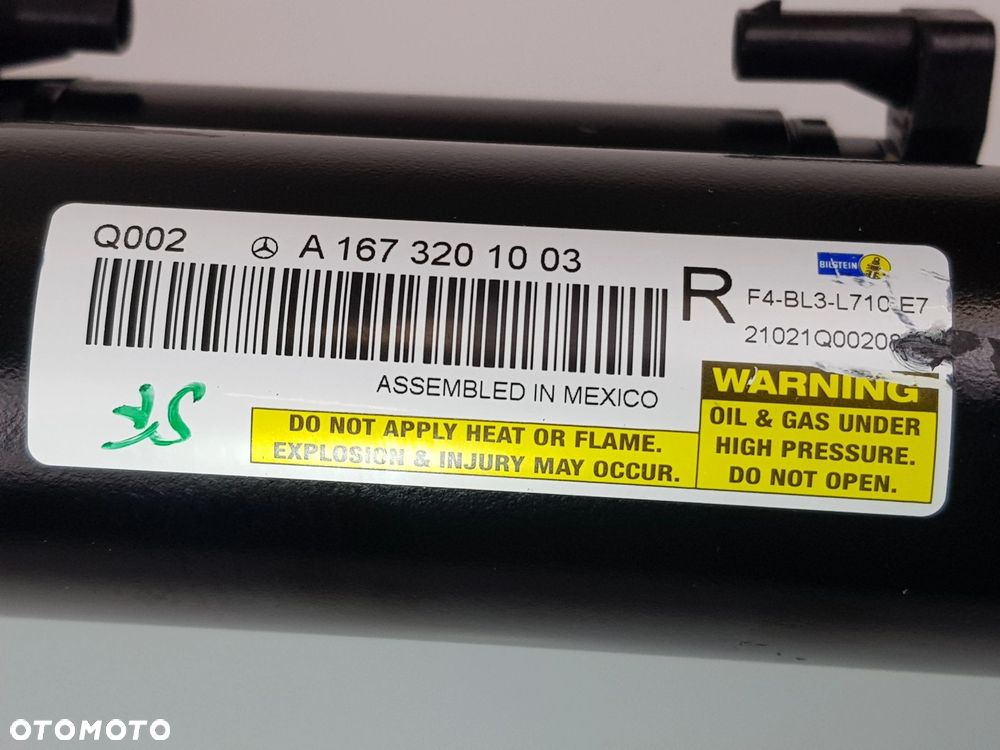 Q002 A 167 320 10 03
R
BILSTEIN
F4-BL3-L710-E7
ASSEMBLED IN MEXICO
DO NOT APPLY HEAT OR FLAME.
EXPLOSION & INJURY MAY OCCUR.
WARNING
OIL & GAS UNDER
HIGH PRESSURE.
DO NOT OPEN.
OTOMOTO